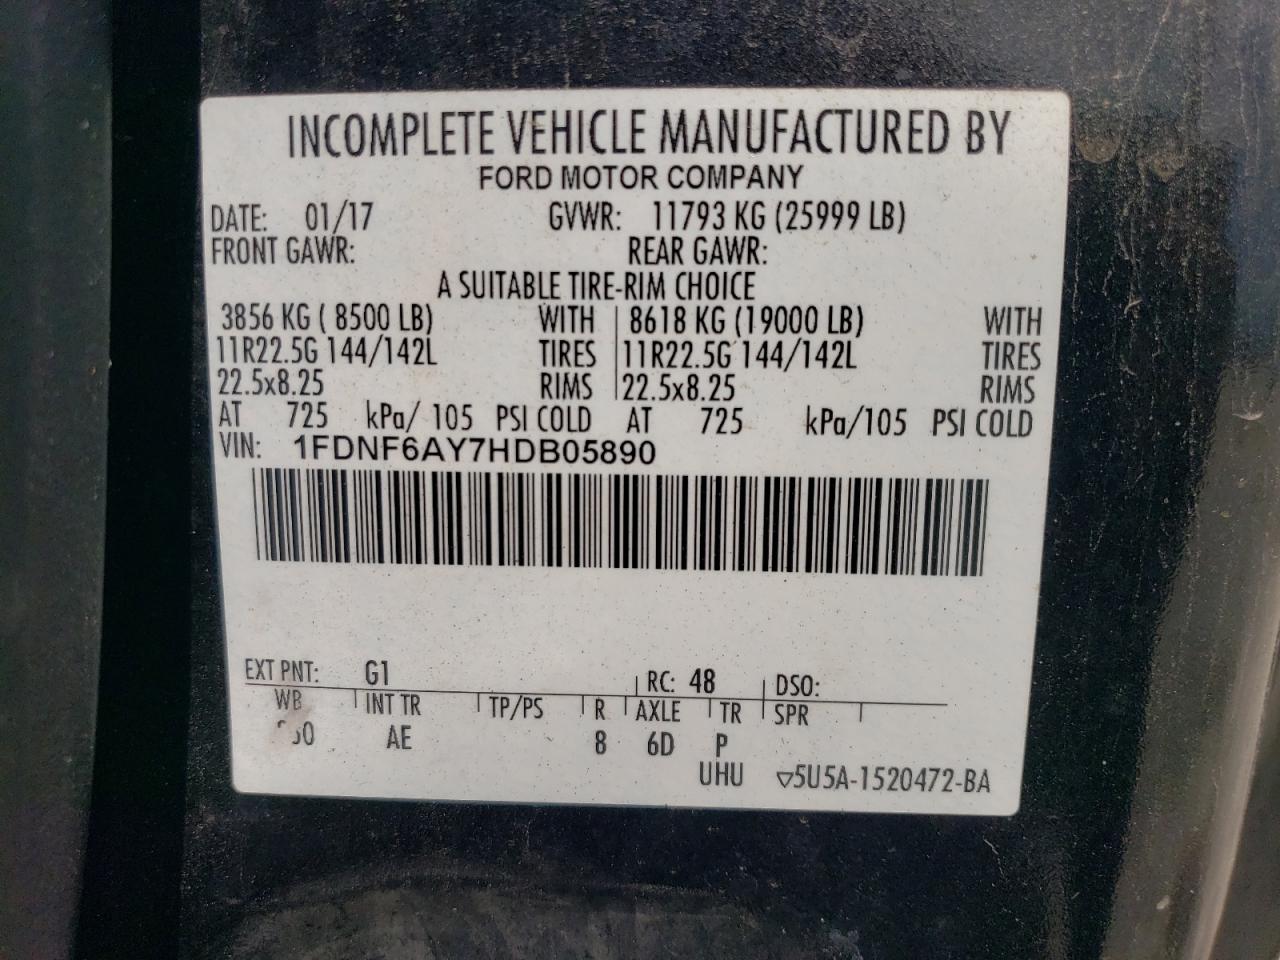 INCOMPLETE VEHICLE MANUFACTURED BY
FORD MOTOR COMPANY
DATE: 01/17 GVWR: 11793 KG (25999 LB)
FRONT GAWR: REAR GAWR:
A SUITABLE TIRE-RIM CHOICE
3856 KG ( 8500 LB) WITH 8618 KG (19000 LB) WITH
11R22.5G 144/142L TIRES 11R22.5G 144/142L TIRES
22.5x8.25 RIMS 22.5x8.25 RIMS
AT 725 kPa/ 105 PSI COLD AT 725 kPa/105 PSI COLD
VIN: 1FDNF6AY7HDB05890
EXT PNT: G1 RC: 48 DSO:
WB INT TR TP/PS R AXLE TR SPR
AE 8 6D P
UHU ▽5U5A-1520472-BA